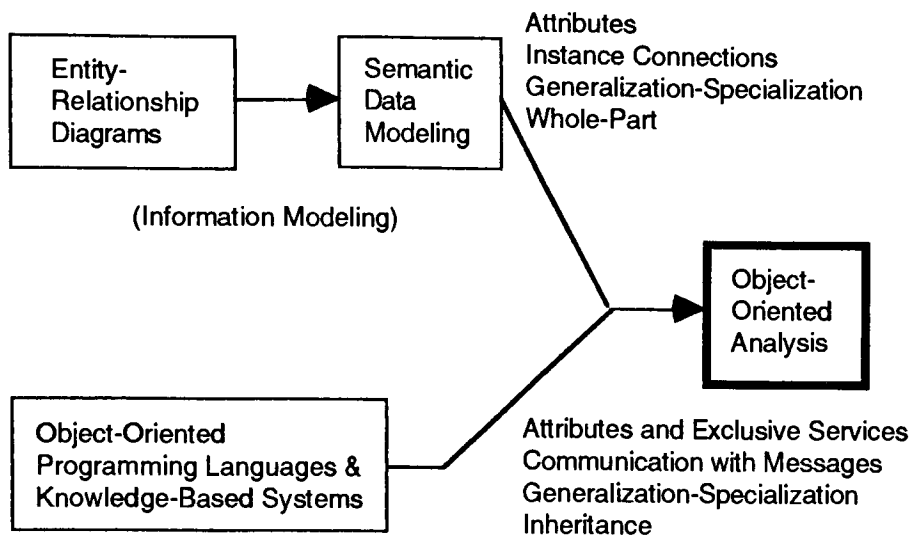 Entity-
Relationship
Diagrams
Semantic
Data
Modeling
Attributes
Instance Connections
Generalization-Specialization
Whole-Part
(Information Modeling)
Object-
Oriented
Analysis
Object-Oriented
Programming Languages &
Knowledge-Based Systems
Attributes and Exclusive Services
Communication with Messages
Generalization-Specialization
Inheritance